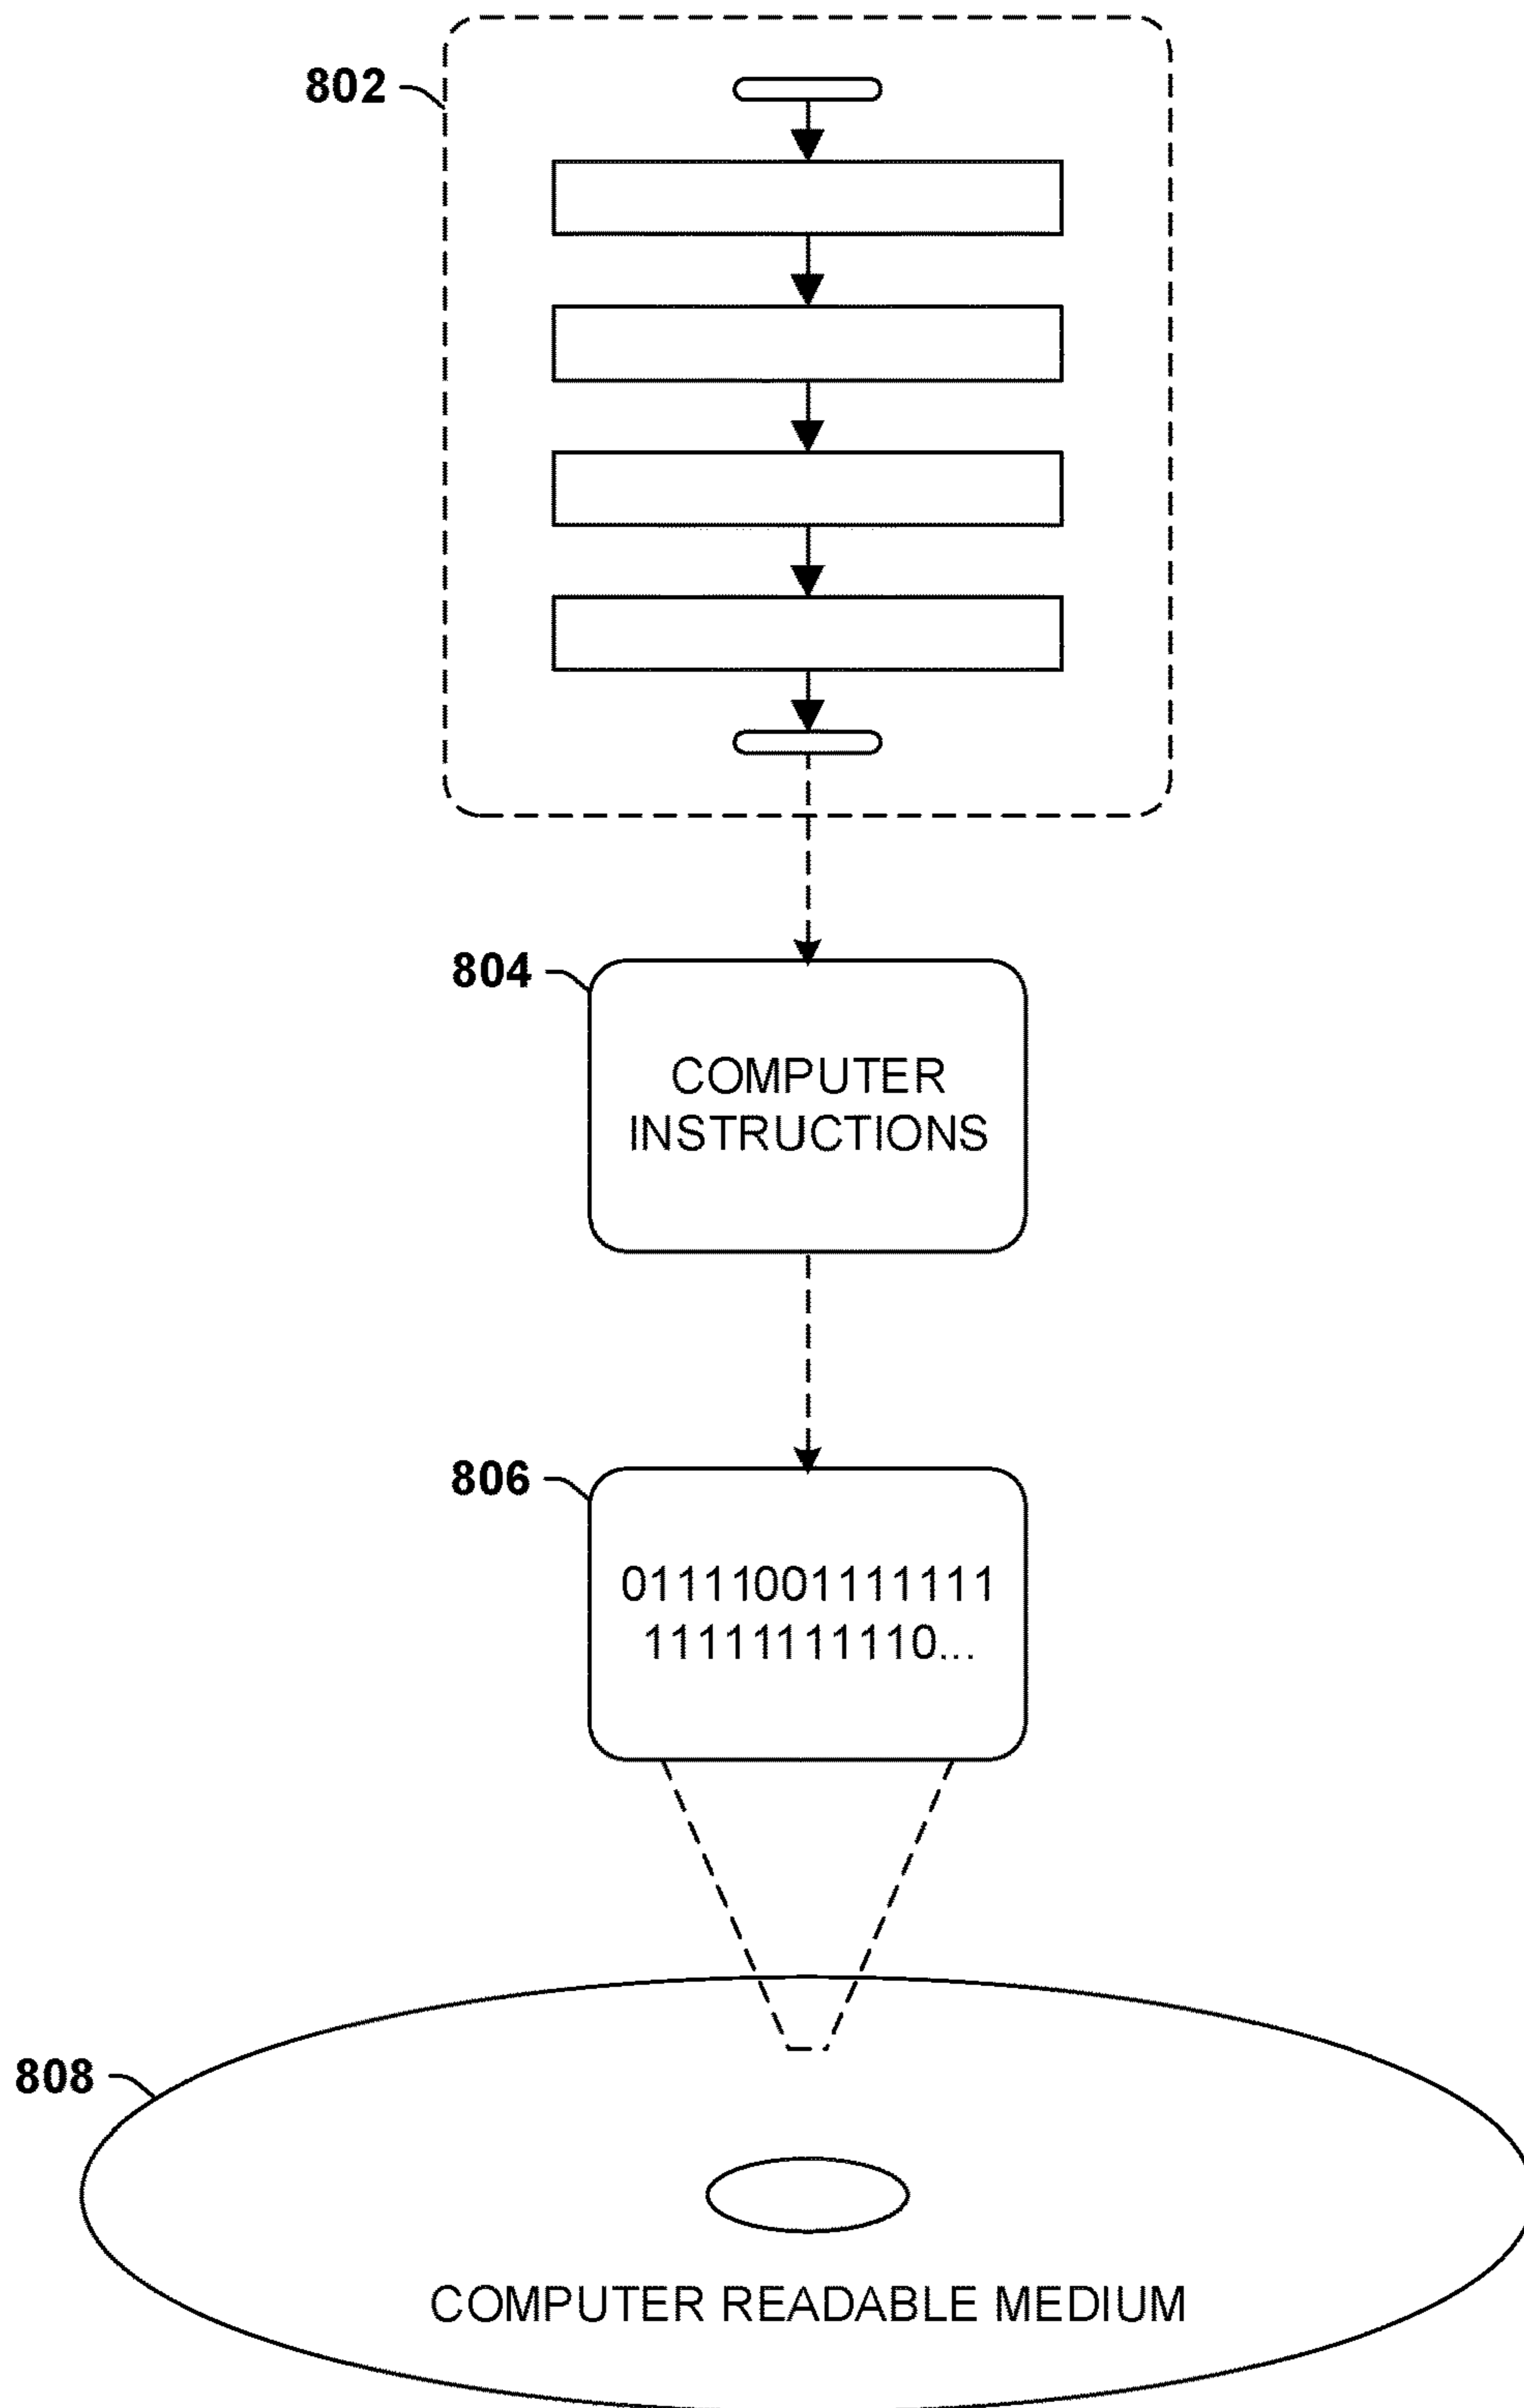 802
804
COMPUTER
INSTRUCTIONS
806
01111001111111
11111111110...
808
COMPUTER READABLE MEDIUM